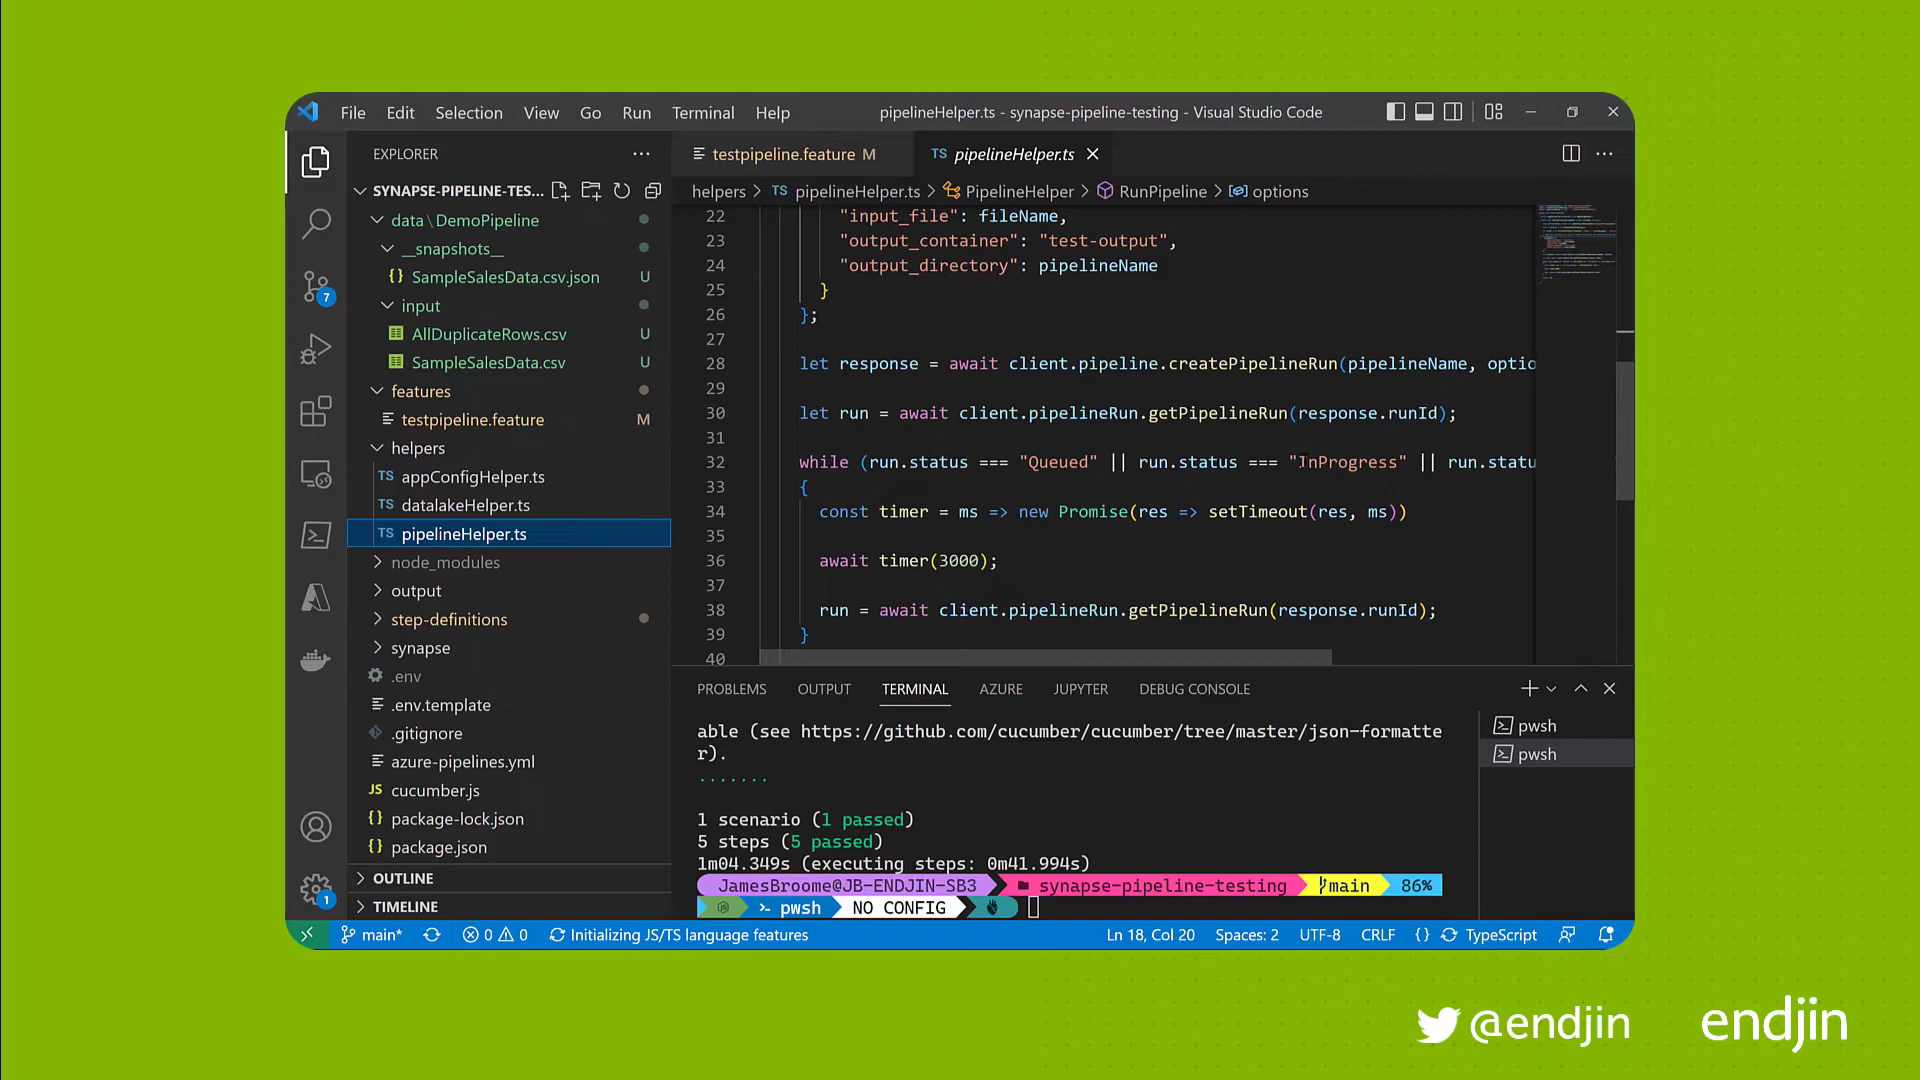 File Edit Selection View Go Run Terminal Help pipelineHelper.ts - synapse-pipeline-testing - Visual Studio Code
EXPLORER
SYNAPSE-PIPELINE-TES...
data \ DemoPipeline
__snapshots__
{} SampleSalesData.csv.json U
input
AllDuplicateRows.csv U
SampleSalesData.csv U
features
testpipeline.feature M
helpers
TS appConfigHelper.ts
TS datalakeHelper.ts
TS pipelineHelper.ts
node_modules
output
step-definitions
synapse
.env
.env.template
.gitignore
azure-pipelines.yml
JS cucumber.js
{} package-lock.json
{} package.json
OUTLINE
TIMELINE
7
1
testpipeline.feature M
TS pipelineHelper.ts
helpers > TS pipelineHelper.ts > PipelineHelper > RunPipeline > options
22 "input_file": fileName,
23 "output_container": "test-output",
24 "output_directory": pipelineName
25 }
26 };
27
28 let response = await client.pipeline.createPipelineRun(pipelineName, optio
29
30 let run = await client.pipelineRun.getPipelineRun(response.runId);
31
32 while (run.status === "Queued" || run.status === "InProgress" || run.statu
33 {
34 const timer = ms => new Promise(res => setTimeout(res, ms))
35
36 await timer(3000);
37
38 run = await client.pipelineRun.getPipelineRun(response.runId);
39 }
40
PROBLEMS OUTPUT TERMINAL AZURE JUPYTER DEBUG CONSOLE
able (see https://github.com/cucumber/cucumber/tree/master/json-formatte
r).
.......
1 scenario (1 passed)
5 steps (5 passed)
1m04.349s (executing steps: 0m41.994s)
JamesBroome@JB-ENDJIN-SB3 synapse-pipeline-testing main 86%
pwsh NO CONFIG
pwsh
pwsh
main* 0 0 Initializing JS/TS language features Ln 18, Col 20 Spaces: 2 UTF-8 CRLF {} TypeScript
@endjin endjin